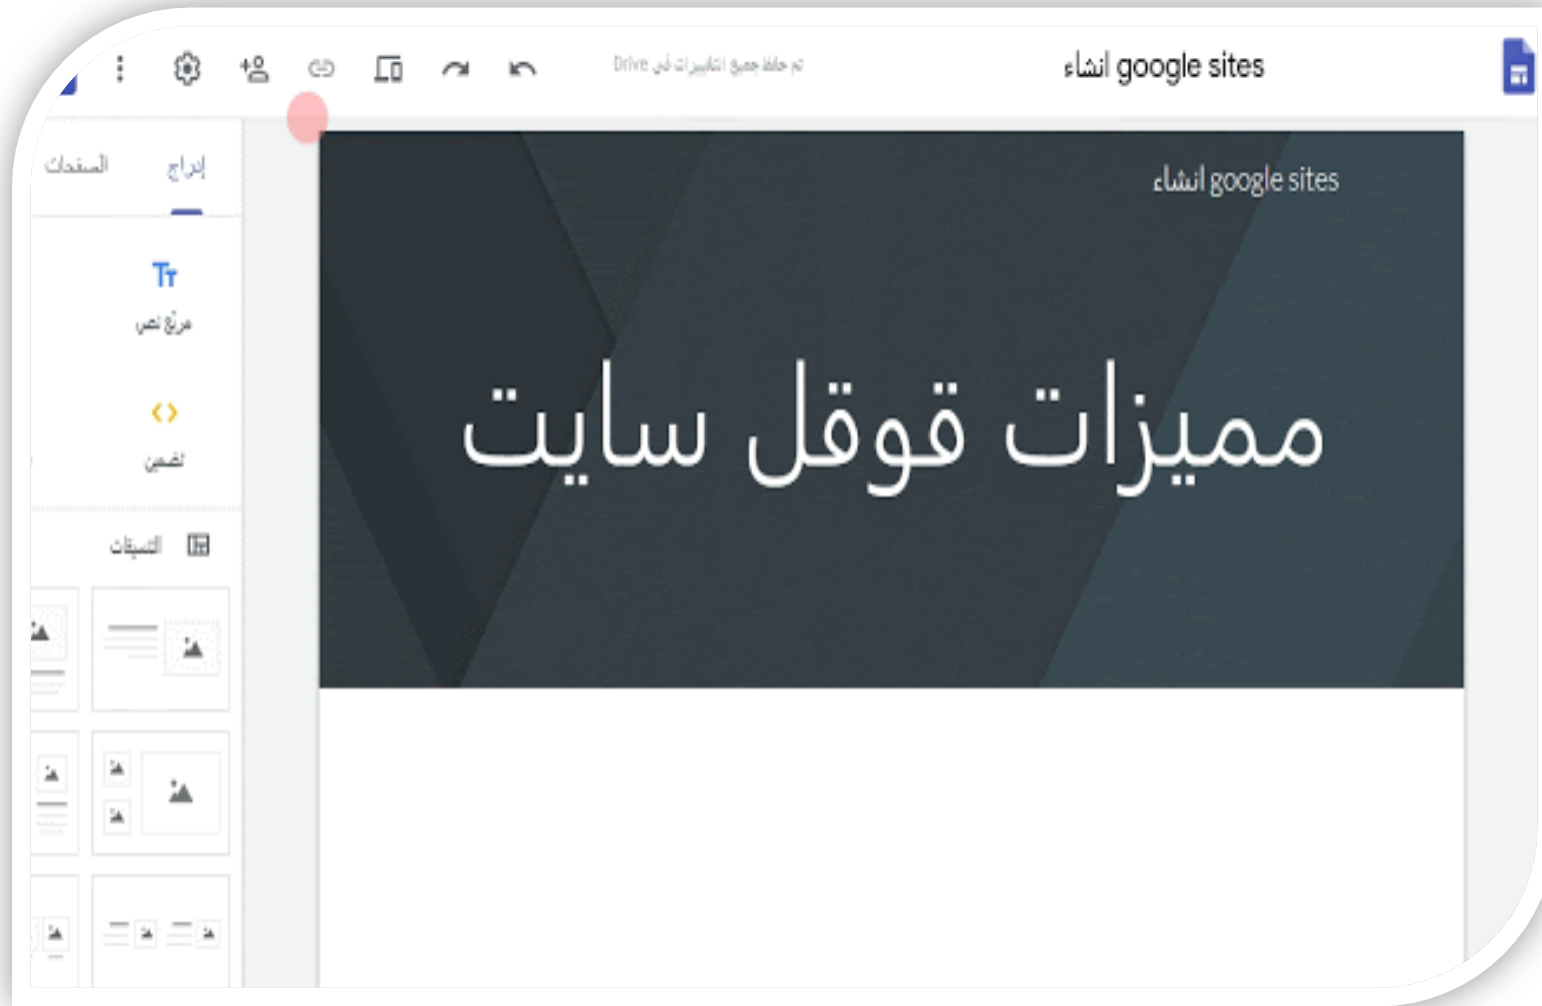 انشاء google sites
تم حفظ جميع التغييرات في Drive
إدراج
الصفحات
انشاء google sites
مميزات قوقل سايت
مربّع نص
تضمين
التنسيقات